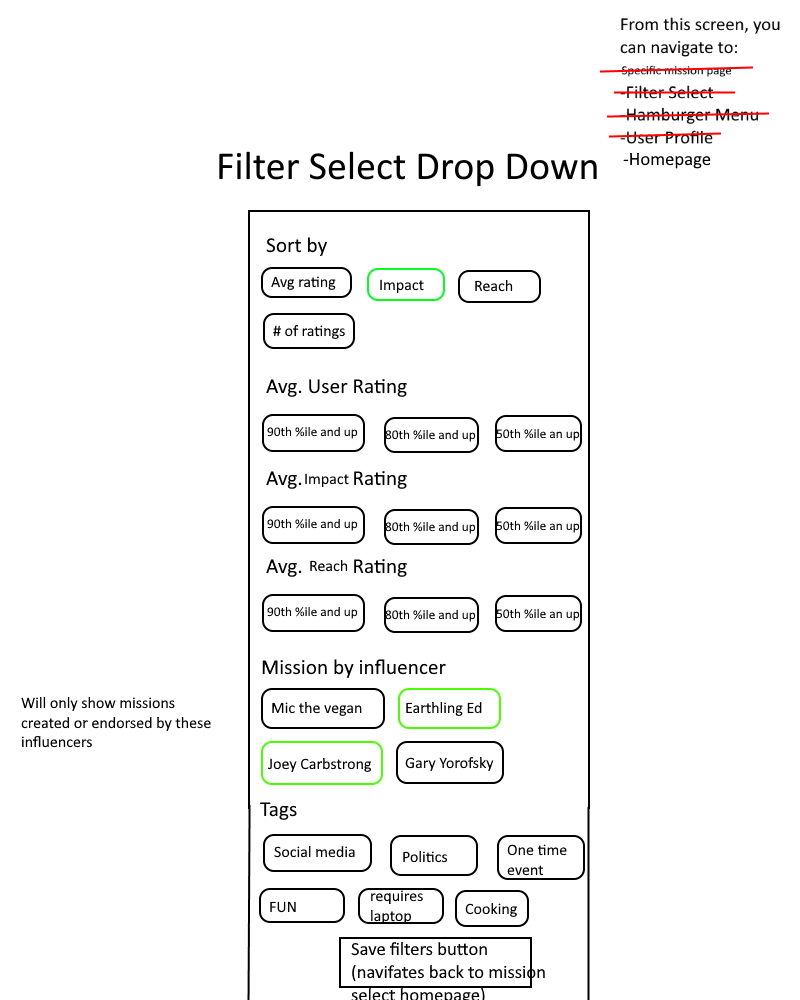 From this screen, you
can navigate to:
Specific mission page
-Filter Select
-Hamburger Menu
-User Profile
-Homepage
Filter Select Drop Down
Sort by
Avg rating
Impact
Reach
# of ratings
Avg. User Rating
90th %ile and up
80th %ile and up
50th %ile an up
Avg. Impact Rating
90th %ile and up
80th %ile and up
50th %ile an up
Avg. Reach Rating
90th %ile and up
80th %ile and up
50th %ile an up
Mission by influencer
Mic the vegan
Earthling Ed
Will only show missions
created or endorsed by these
influencers
Joey Carbstrong
Gary Yorofsky
Tags
Social media
Politics
One time
event
FUN
requires
laptop
Cooking
Save filters button
(navifates back to mission
select homepage)